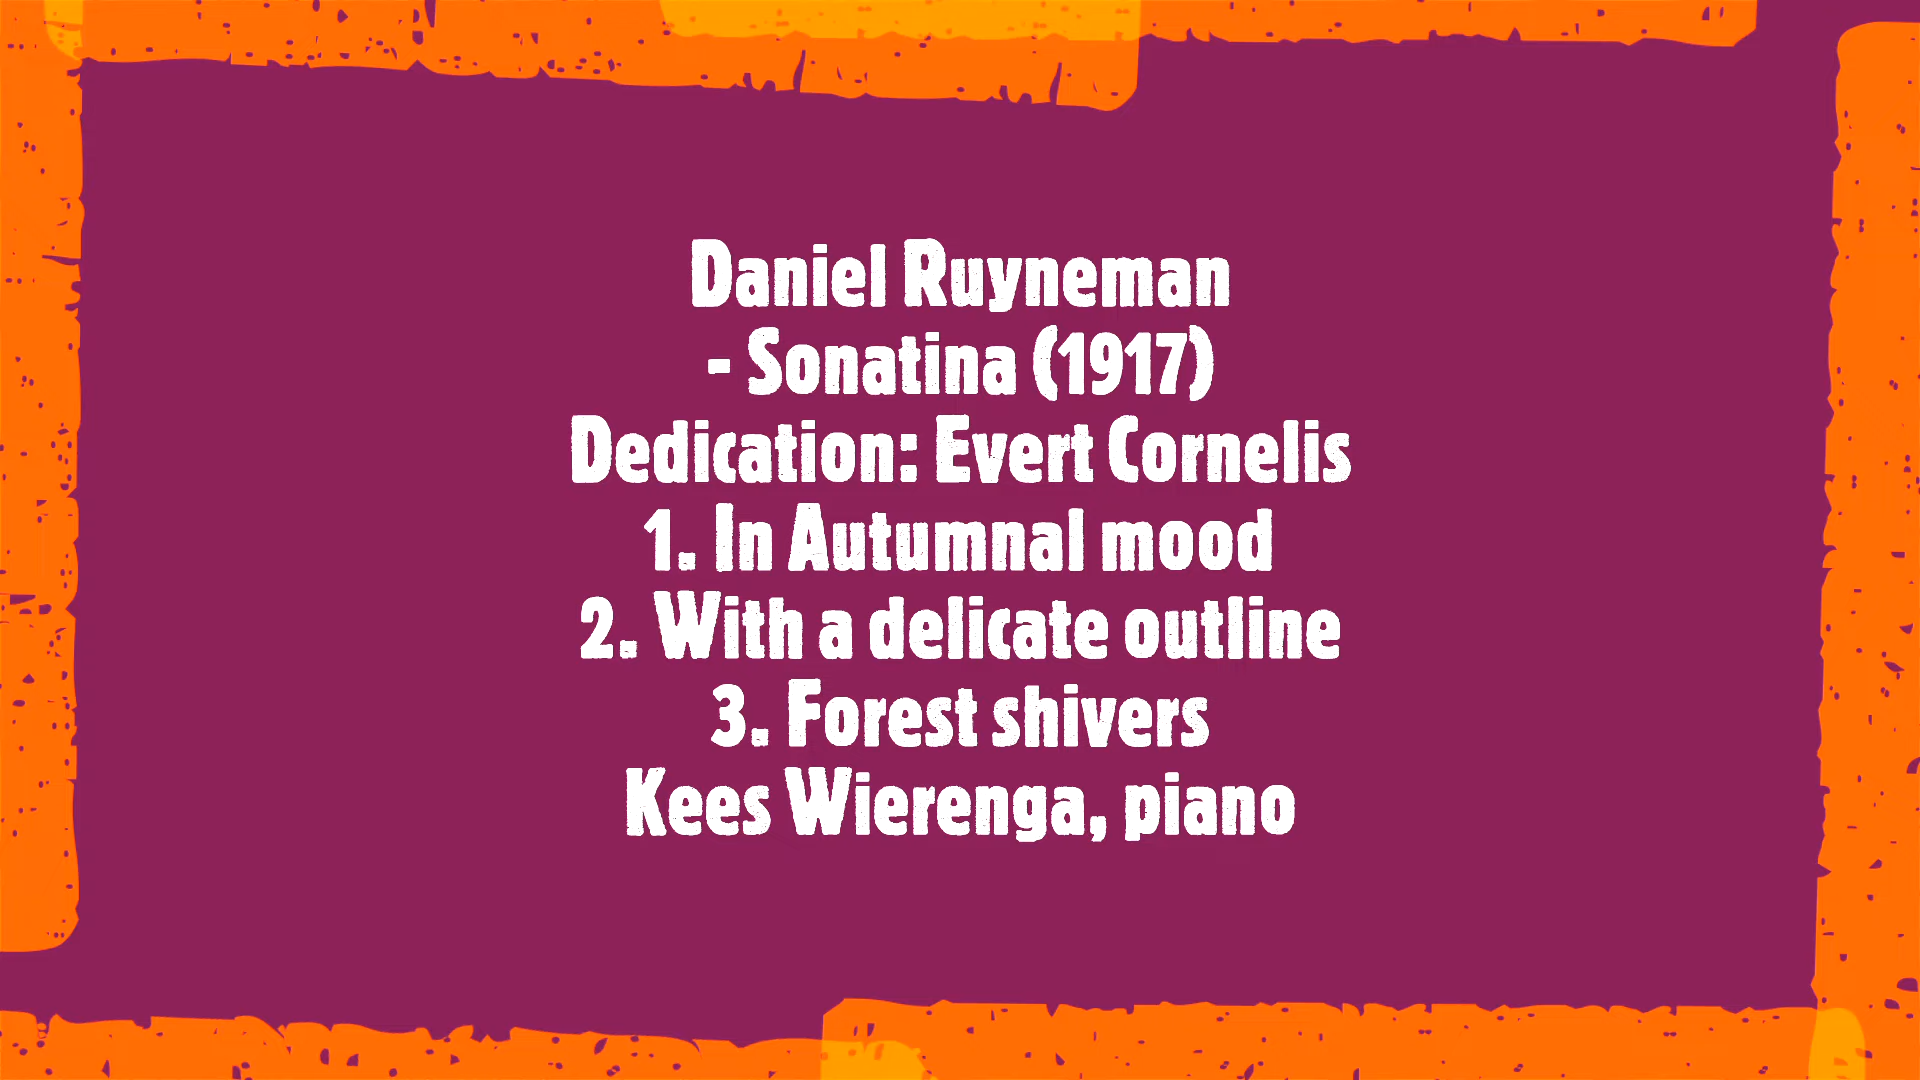 Daniel Ruyneman
- Sonatina (1917)
Dedication: Evert Cornelis
1. In Autumnal mood
2. With a delicate outline
3. Forest shivers
Kees Wierenga, piano